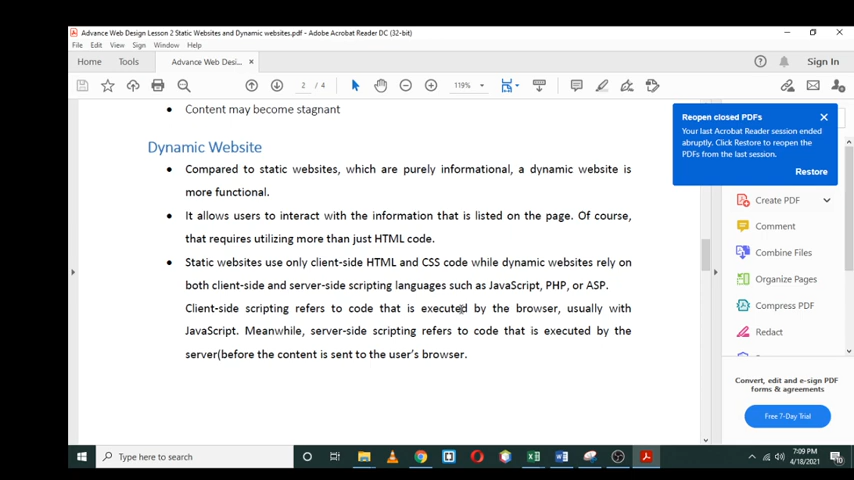 Advance Web Design Lesson 2 Static Websites and Dynamic websites.pdf - Adobe Acrobat Reader DC (32-bit)
File Edit View Sign Window Help
Home Tools Advance Web Desi... × Sign In
2 / 4 119%
Content may become stagnant
Dynamic Website
Compared to static websites, which are purely informational, a dynamic website is
more functional.
It allows users to interact with the information that is listed on the page. Of course,
that requires utilizing more than just HTML code.
Static websites use only client-side HTML and CSS code while dynamic websites rely on
both client-side and server-side scripting languages such as JavaScript, PHP, or ASP.
Client-side scripting refers to code that is executed by the browser, usually with
JavaScript. Meanwhile, server-side scripting refers to code that is executed by the
server(before the content is sent to the user's browser.
Reopen closed PDFs
Your last Acrobat Reader session ended
abruptly. Click Restore to reopen the
PDFs from the last session.
Restore
Create PDF
Comment
Combine Files
Organize Pages
Compress PDF
Redact
Convert, edit and e-sign PDF
forms & agreements
Free 7-Day Trial
Type here to search
7:09 PM
4/18/2021